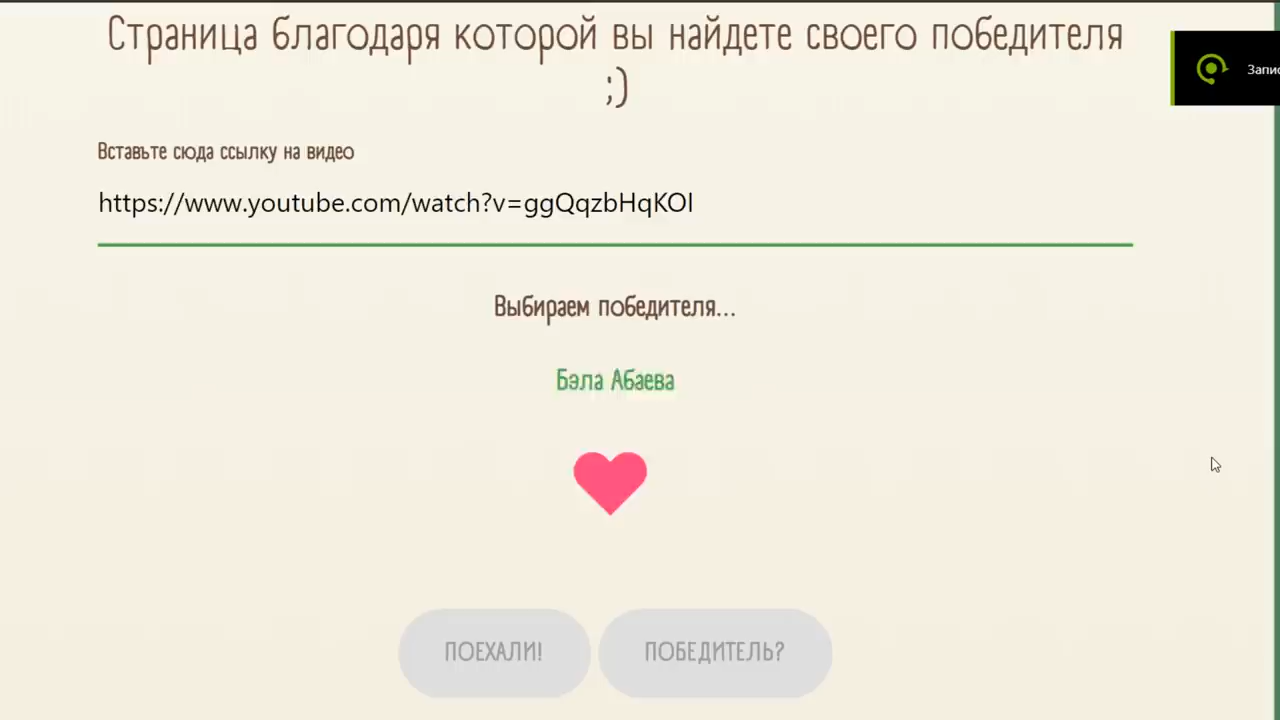 Страница благодаря которой вы найдете своего победителя
;)
Вставьте сюда ссылку на видео
https://www.youtube.com/watch?v=ggQqzbHqKOI
Выбираем победителя...
Бэла Абаева
ПОЕХАЛИ! ПОБЕДИТЕЛЬ?